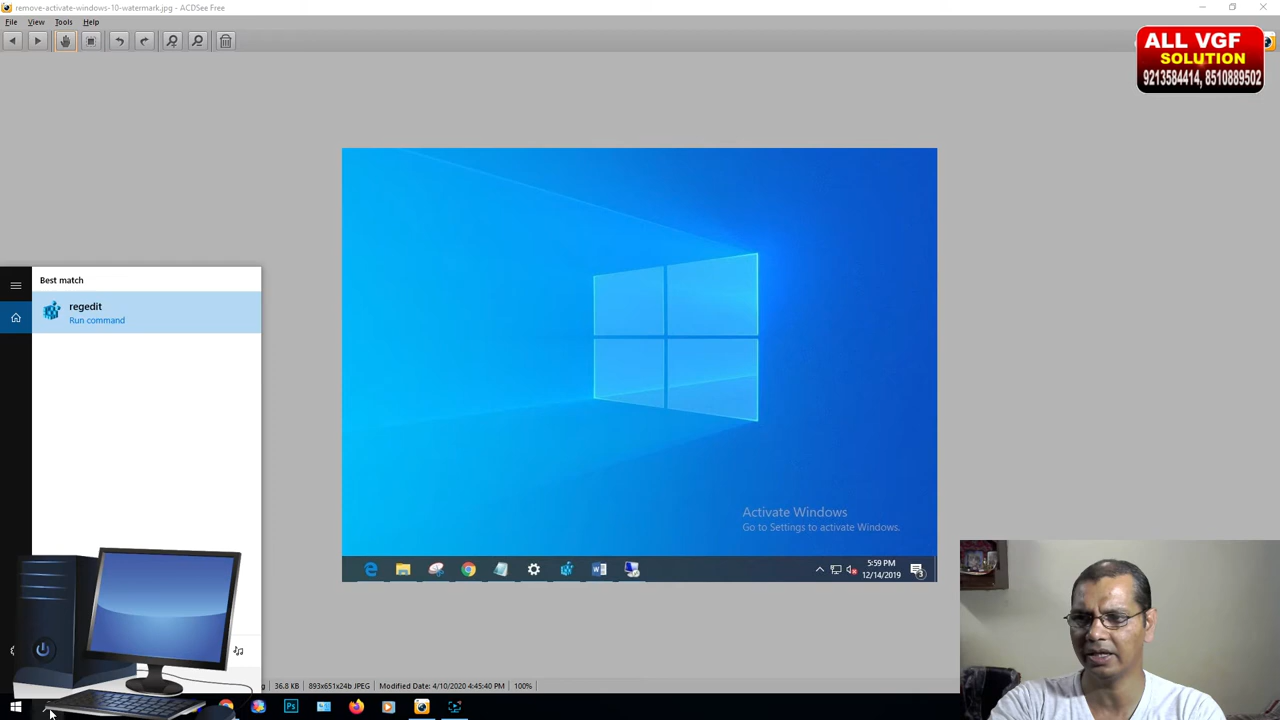 remove-activate-windows-10-watermark.jpg - ACDSee Free
File View Tools Help
ALL VGF
SOLUTION
9213584414, 8510889502
Best match
regedit
Run command
Activate Windows
Go to Settings to activate Windows.
5:59 PM
12/14/2019
3
36.8 KB 893x651x24b JPEG Modified Date: 4/10/2020 4:45:40 PM 100%